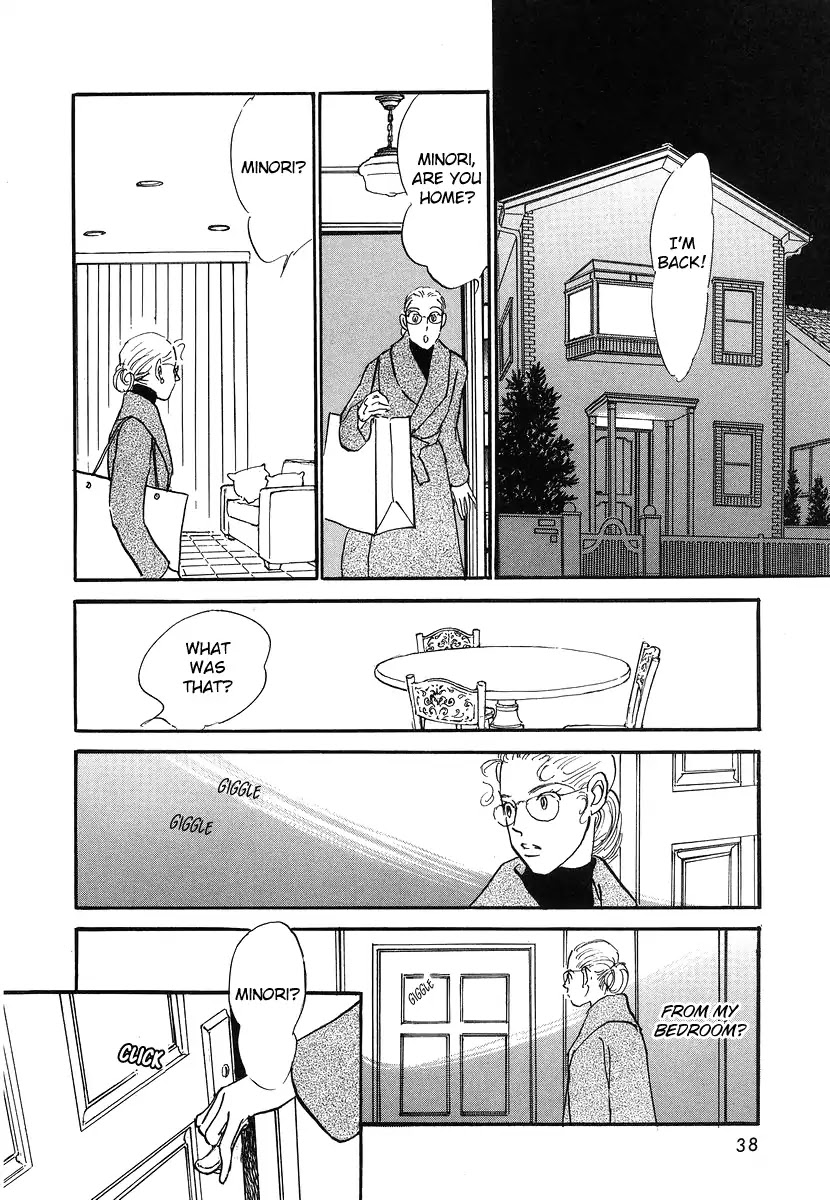 I'M
BACK!
MINORI,
ARE YOU
HOME?
MINORI?
WHAT
WAS
THAT?
GIGGLE
GIGGLE
GIGGLE
FROM MY
BEDROOM?
MINORI?
CLICK
38